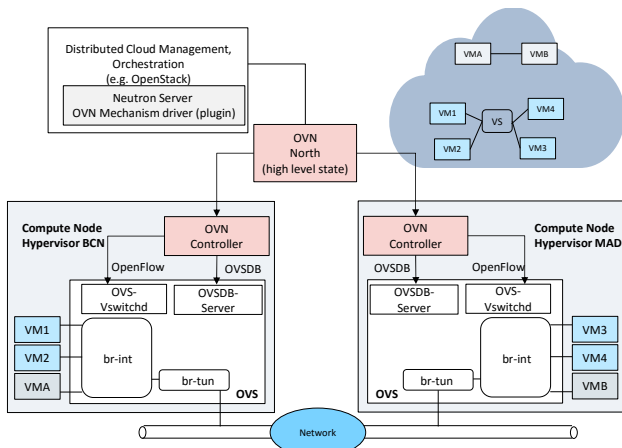 Distributed Cloud Management,
Orchestration
(e.g. OpenStack)
Neutron Server
OVN Mechanism driver (plugin)
VMA
VMB
VM1
VM4
VS
VM2
VM3
OVN
North
(high level state)
Compute Node
Hypervisor BCN
OVN
Controller
OpenFlow
OVSDB
OVS-
Vswitchd
OVSDB-
Server
VM1
VM2
VMA
br-int
br-tun
OVS
OVN
Controller
Compute Node
Hypervisor MAD
OVSDB
OpenFlow
OVSDB-
Server
OVS-
Vswitchd
br-int
br-tun
OVS
VM3
VM4
VMB
Network